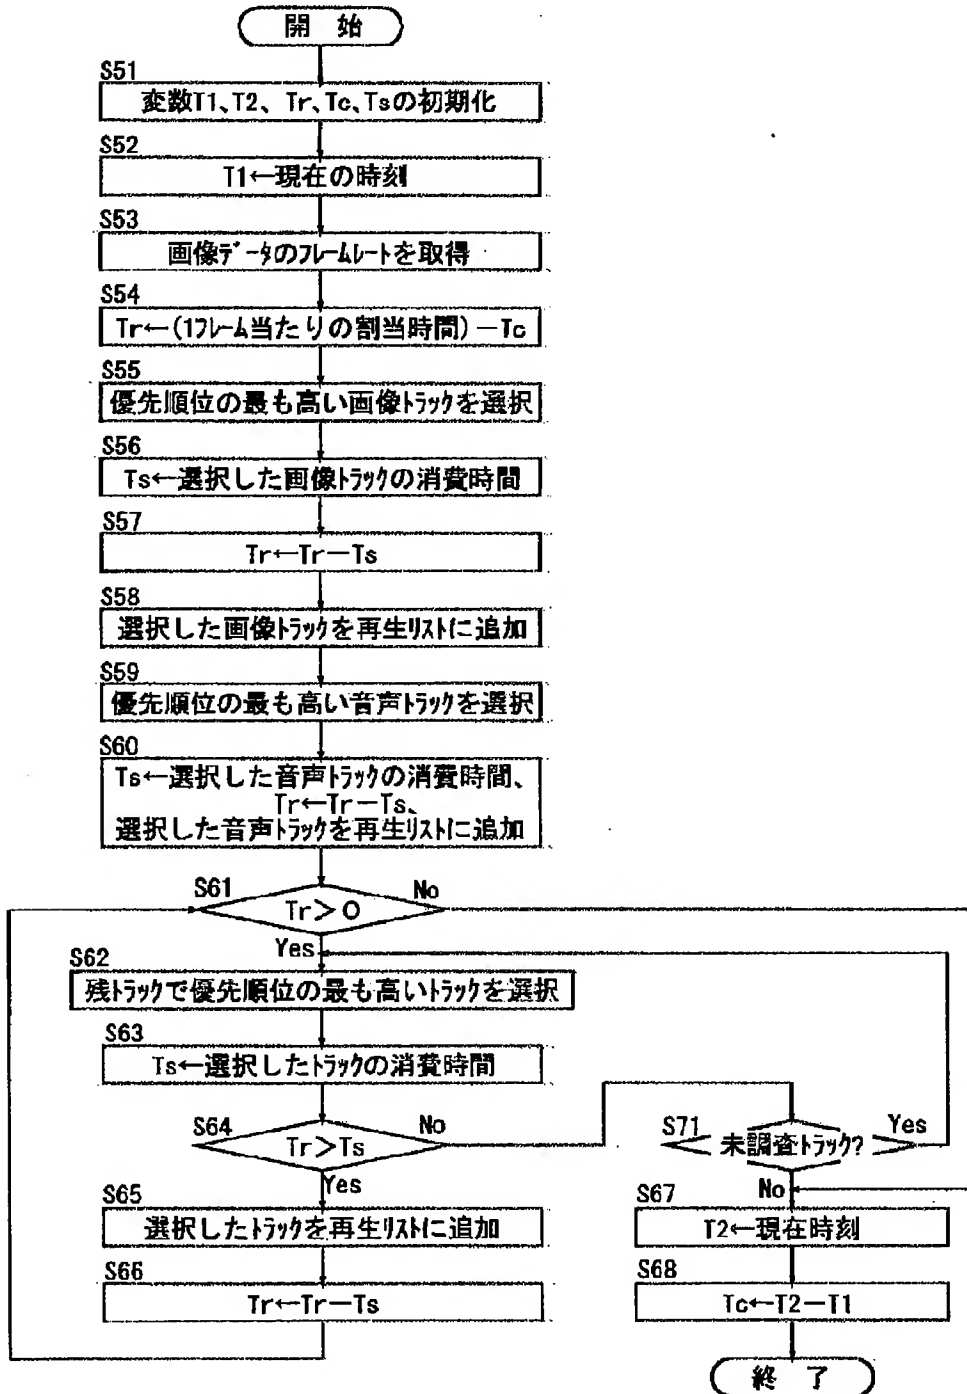 開 始
S51
変数T1、T2、Tr、Tc、Tsの初期化
S52
T1←現在の時刻
S53
画像ﾃﾞｰﾀのﾌﾚｰﾑﾚｰﾄを取得
S54
Tr←(1ﾌﾚｰﾑ当たりの割当時間)－Tc
S55
優先順位の最も高い画像ﾄﾗｯｸを選択
S56
Ts←選択した画像ﾄﾗｯｸの消費時間
S57
Tr←Tr－Ts
S58
選択した画像ﾄﾗｯｸを再生ﾘｽﾄに追加
S59
優先順位の最も高い音声ﾄﾗｯｸを選択
S60
Ts←選択した音声ﾄﾗｯｸの消費時間、
Tr←Tr－Ts、
選択した音声ﾄﾗｯｸを再生ﾘｽﾄに追加
S61
Tr＞0
No
Yes
S62
残ﾄﾗｯｸで優先順位の最も高いﾄﾗｯｸを選択
S63
Ts←選択したﾄﾗｯｸの消費時間
S64
Tr＞Ts
No
Yes
S71
未調査ﾄﾗｯｸ?
Yes
No
S65
選択したﾄﾗｯｸを再生ﾘｽﾄに追加
S66
Tr←Tr－Ts
S67
T2←現在時刻
S68
Tc←T2－T1
終 了